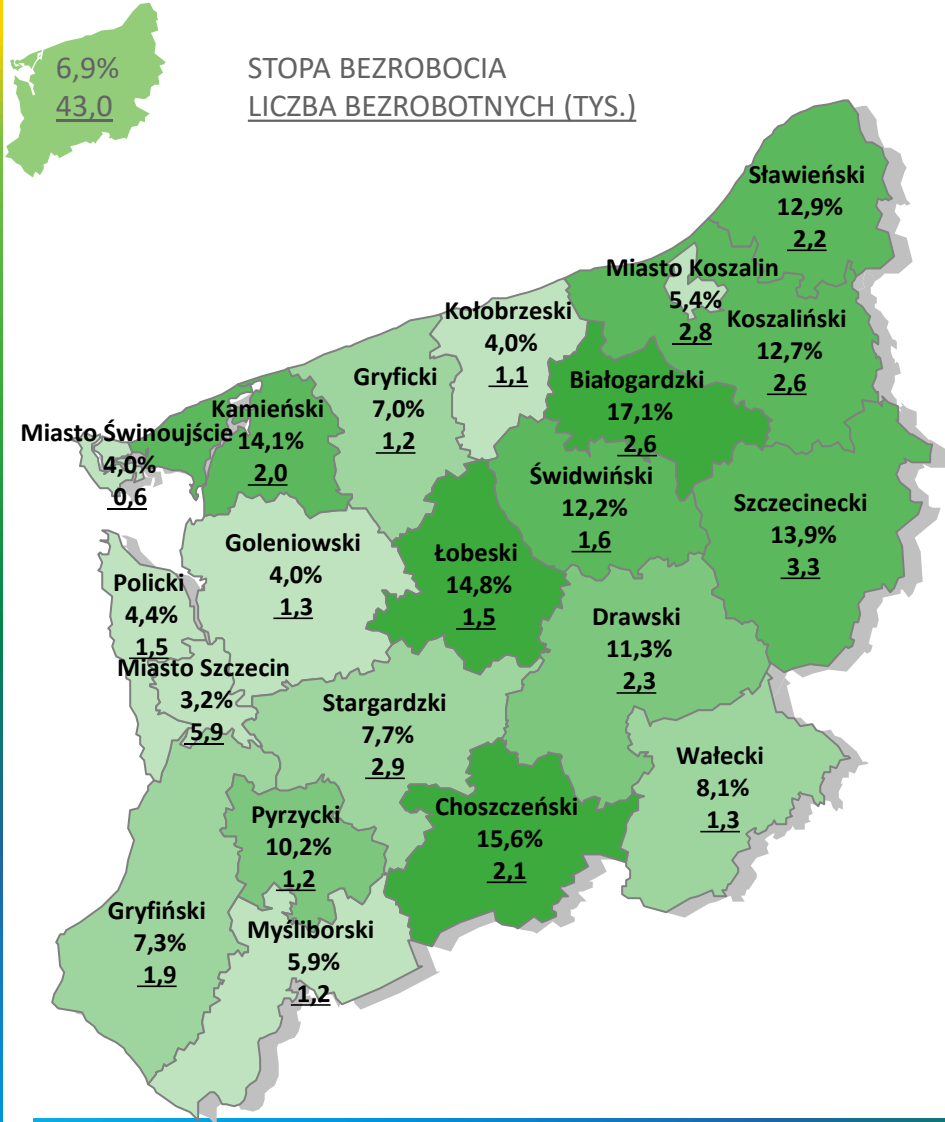 6,9%
43,0
STOPA BEZROBOCIA
LICZBA BEZROBOTNYCH (TYS.)
Sławieński
12,9%
2,2
Miasto Koszalin
5,4%
2,8
Koszaliński
12,7%
2,6
Kołobrzeski
4,0%
1,1
Białogardzki
17,1%
2,6
Gryficki
7,0%
1,2
Kamieński
14,1%
2,0
Miasto Świnoujście
4,0%
0,6
Świdwiński
12,2%
1,6
Szczecinecki
13,9%
3,3
Goleniowski
4,0%
1,3
Łobeski
14,8%
1,5
Policki
4,4%
1,5
Drawski
11,3%
2,3
Miasto Szczecin
3,2%
5,9
Stargardzki
7,7%
2,9
Wałecki
8,1%
1,3
Choszczeński
15,6%
2,1
Pyrzycki
10,2%
1,2
Gryfiński
7,3%
1,9
Myśliborski
5,9%
1,2